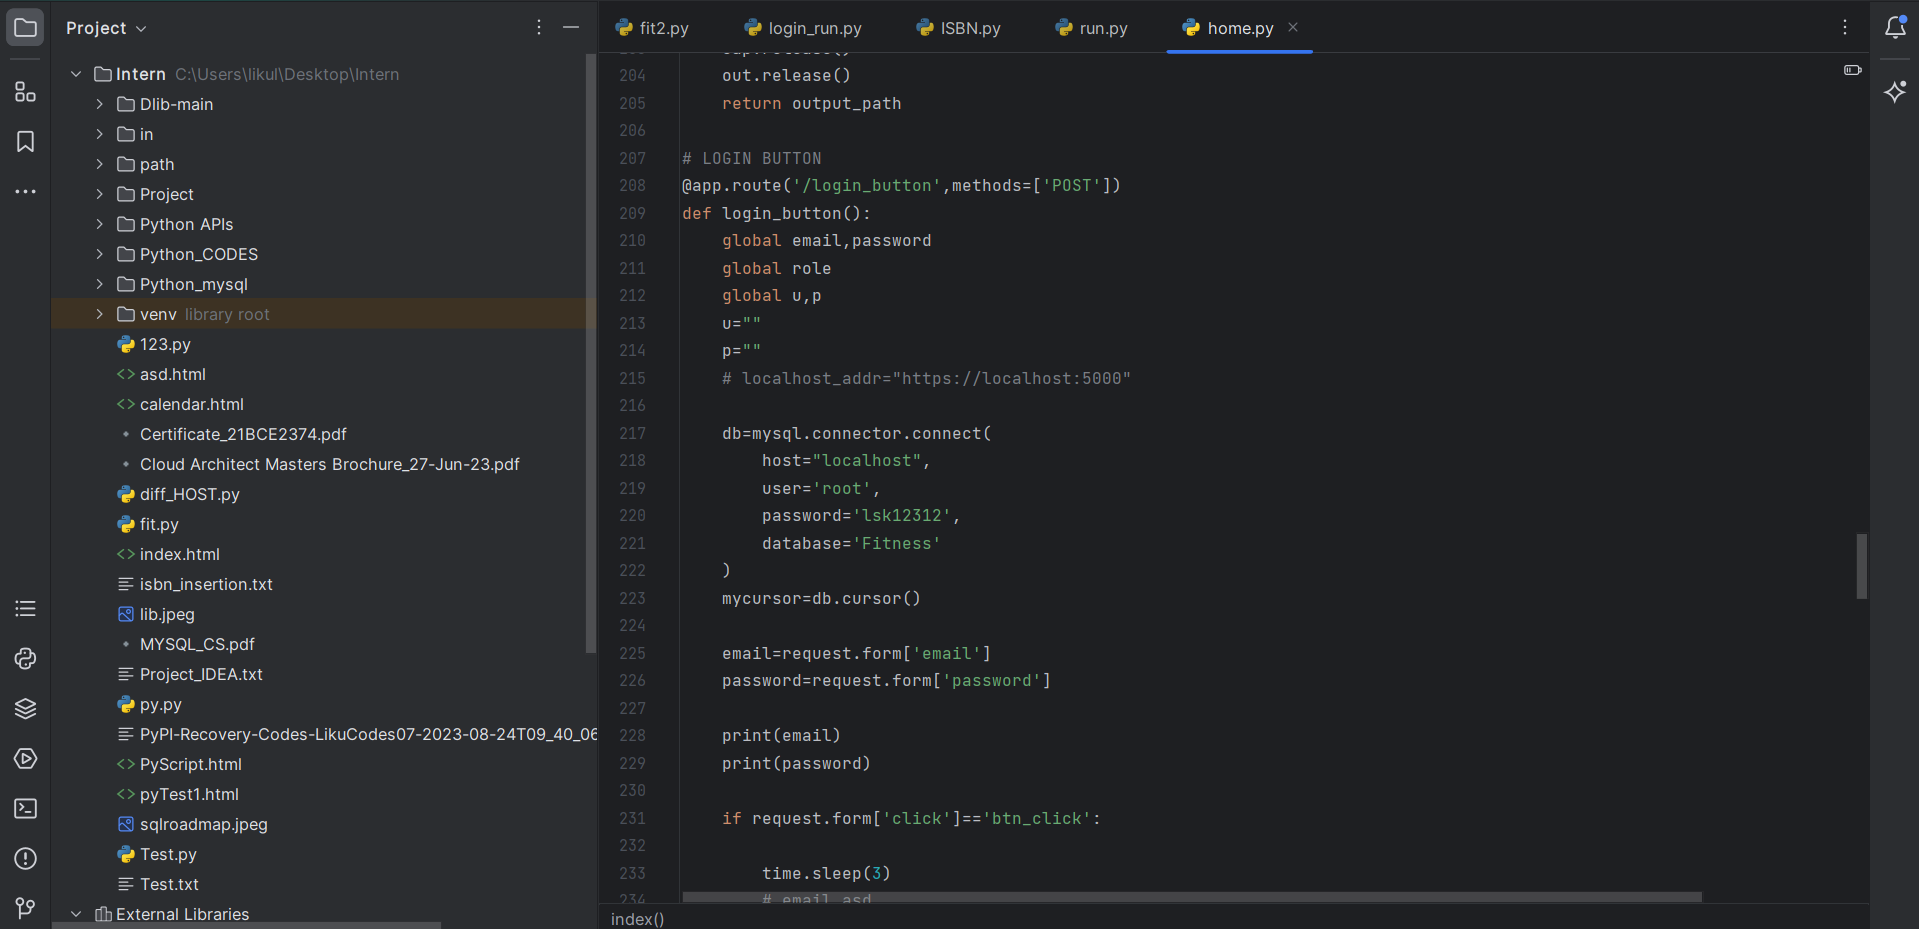 Project
Intern C:\Users\likul\Desktop\Intern
Dlib-main
in
path
Project
Python APIs
Python_CODES
Python_mysql
venv library root
123.py
asd.html
calendar.html
Certificate_21BCE2374.pdf
Cloud Architect Masters Brochure_27-Jun-23.pdf
diff_HOST.py
fit.py
index.html
isbn_insertion.txt
lib.jpeg
MYSQL_CS.pdf
Project_IDEA.txt
py.py
PyPI-Recovery-Codes-LikuCodes07-2023-08-24T09_40_06
PyScript.html
pyTest1.html
sqlroadmap.jpeg
Test.py
Test.txt
External Libraries
fit2.py login_run.py ISBN.py run.py home.py
204 out.release()
205 return output_path
206
207 # LOGIN BUTTON
208 @app.route('/login_button',methods=['POST'])
209 def login_button():
210 global email,password
211 global role
212 global u,p
213 u=""
214 p=""
215 # localhost_addr="https://localhost:5000"
216
217 db=mysql.connector.connect(
218 host="localhost",
219 user='root',
220 password='lsk12312',
221 database='Fitness'
222 )
223 mycursor=db.cursor()
224
225 email=request.form['email']
226 password=request.form['password']
227
228 print(email)
229 print(password)
230
231 if request.form['click']=='btn_click':
232
233 time.sleep(3)
234 # email asd
index()